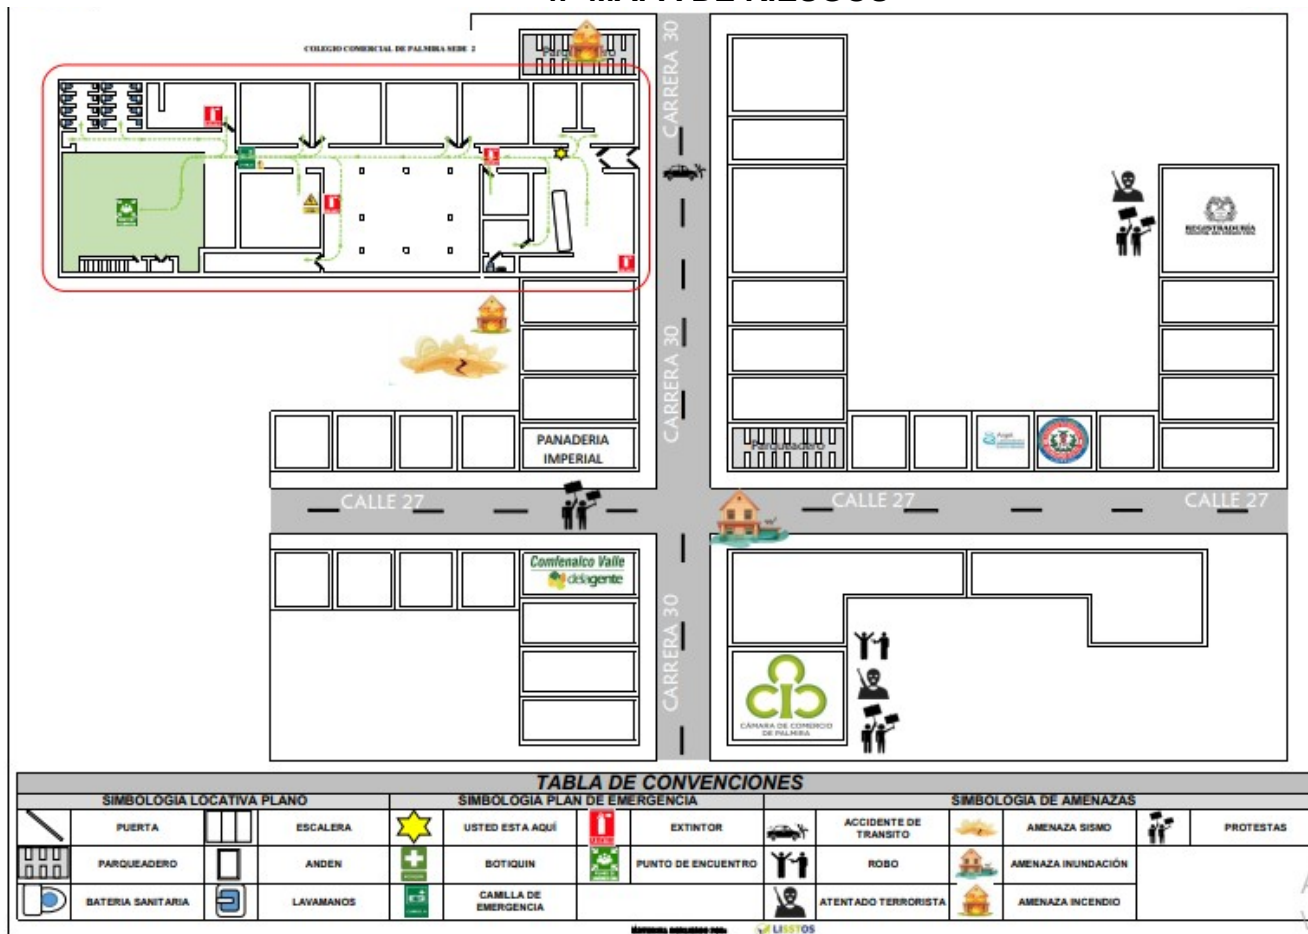 COLEGIO COMERCIAL DE PALMIRA SEDE 2
Parqueadero
CARRERA 30
REGISTRADURÍA
CARRERA 30
PANADERIA
IMPERIAL
Parqueadero
CALLE 27
CALLE 27
CALLE 27
Comfenalco Valle
delagente
CARRERA 30
CÁMARA DE COMERCIO
DE PALMIRA
TABLA DE CONVENCIONES
SIMBOLOGIA LOCATIVA PLANO
SIMBOLOGIA PLAN DE EMERGENCIA
SIMBOLOGIA DE AMENAZAS
PUERTA
ESCALERA
USTED ESTA AQUÍ
EXTINTOR
ACCIDENTE DE
TRANSITO
AMENAZA SISMO
PROTESTAS
PARQUEADERO
ANDEN
BOTIQUIN
PUNTO DE ENCUENTRO
ROBO
AMENAZA INUNDACIÓN
BATERIA SANITARIA
LAVAMANOS
CAMILLA DE
EMERGENCIA
ATENTADO TERRORISTA
AMENAZA INCENDIO
LISSTOS